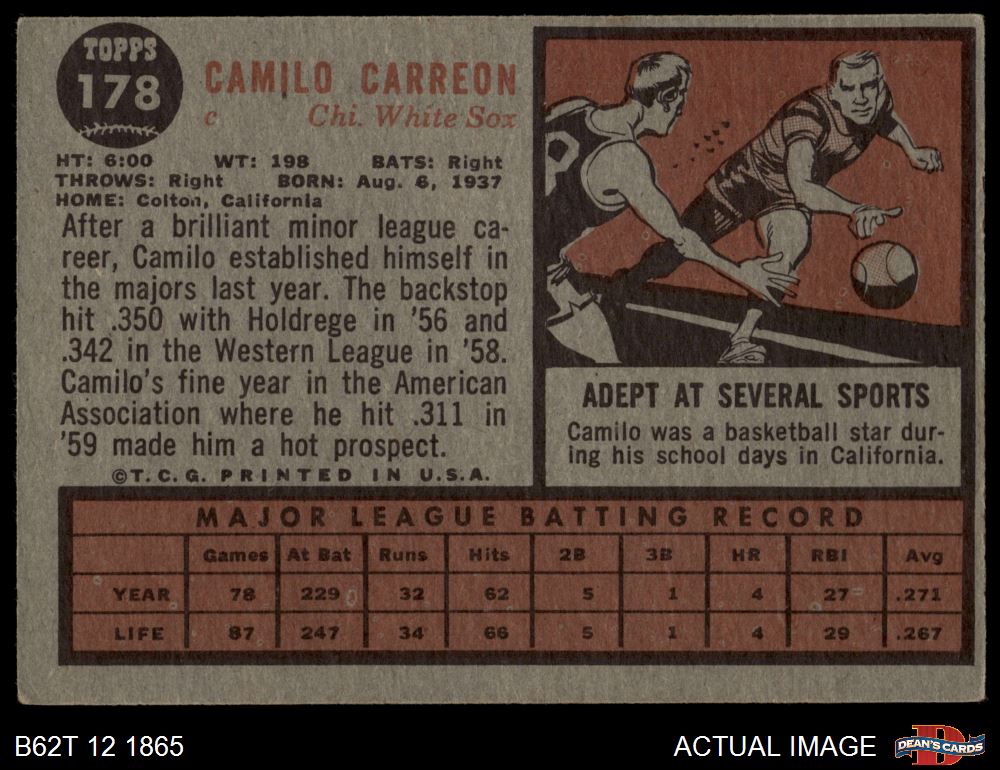 TOPPS
178
CAMILO CARREON
c Chi. White Sox
HT: 6:00 WT: 198 BATS: Right
THROWS: Right BORN: Aug. 6, 1937
HOME: Colton, California
After a brilliant minor league ca-
reer, Camilo established himself in
the majors last year. The backstop
hit .350 with Holdrege in '56 and
.342 in the Western League in '58.
Camilo's fine year in the American
Association where he hit .311 in
'59 made him a hot prospect.
©T.C.G. PRINTED IN U.S.A.
ADEPT AT SEVERAL SPORTS
Camilo was a basketball star dur-
ing his school days in California.
MAJOR LEAGUE BATTING RECORD
Games At Bat Runs Hits 2B 3B HR RBI Avg
YEAR 78 229 32 62 5 1 4 27 .271
LIFE 87 247 34 66 5 1 4 29 .267
B62T 12 1865
ACTUAL IMAGE
D
DEAN'S CARDS